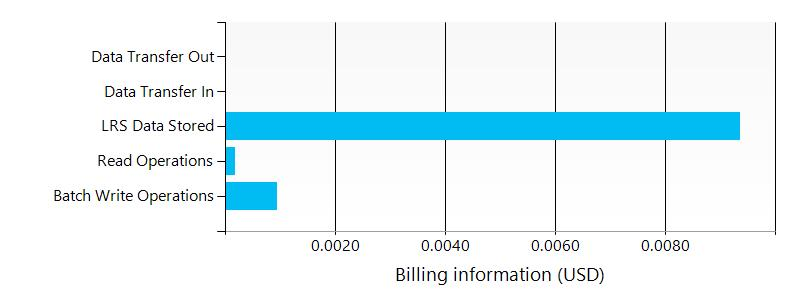 Data Transfer Out
Data Transfer In
LRS Data Stored
Read Operations
Batch Write Operations
0.0020 0.0040 0.0060 0.0080
Billing information (USD)